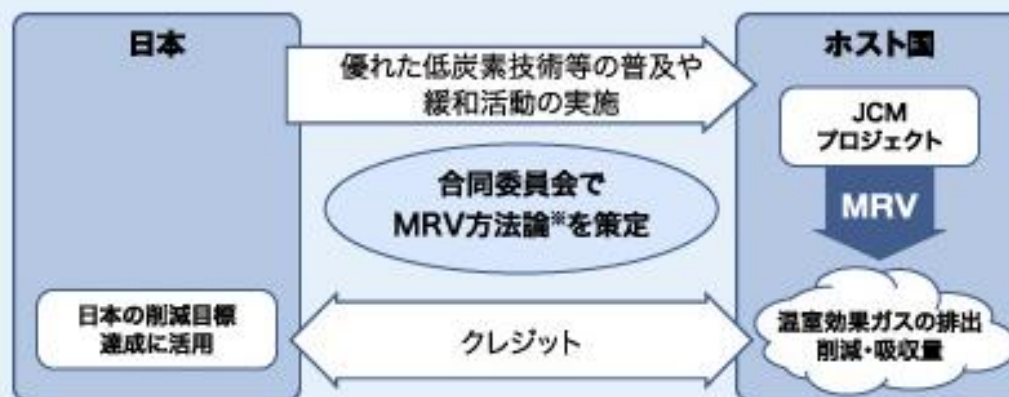 日本
ホスト国
優れた低炭素技術等の普及や
緩和活動の実施
JCM
プロジェクト
合同委員会で
MRV方法論※を策定
MRV
日本の削減目標
達成に活用
クレジット
温室効果ガスの排出
削減・吸収量